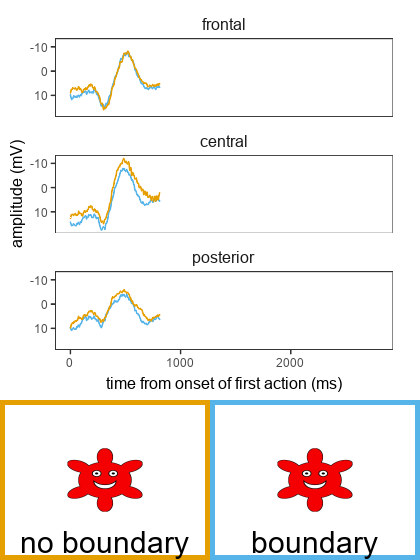 frontal
-10
0
10
central
-10
0
10
amplitude (mV)
posterior
-10
0
10
0 1000 2000
time from onset of first action (ms)
no boundary boundary